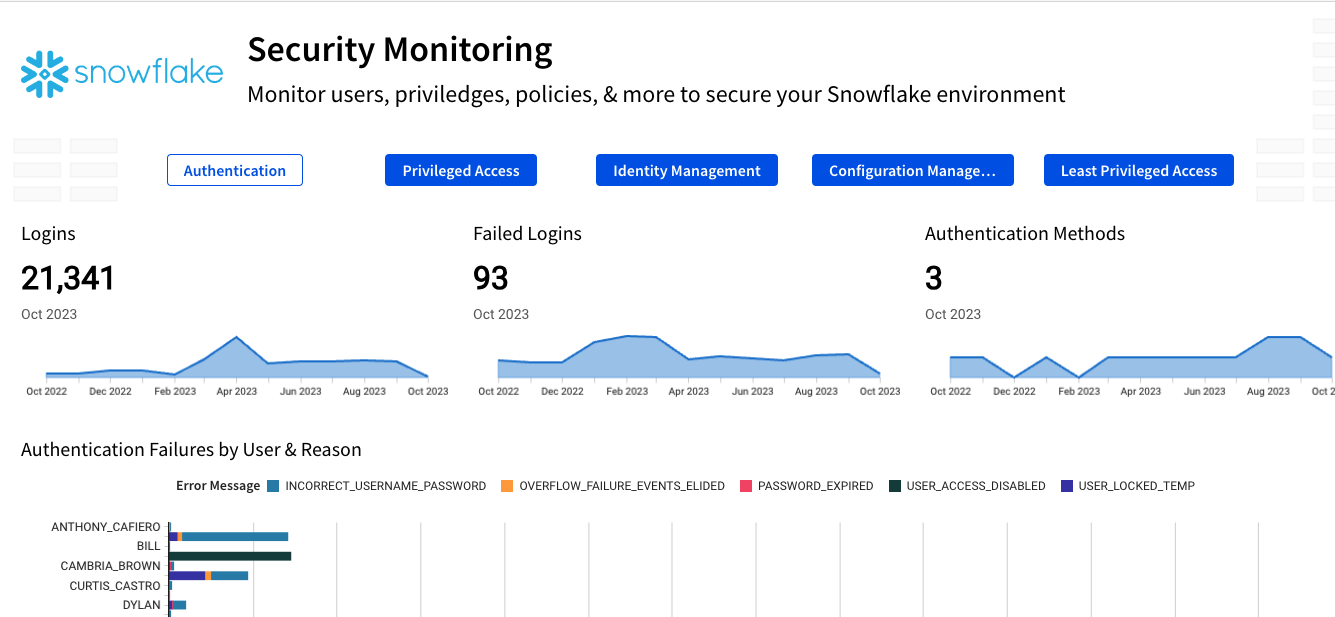 snowflake
Security Monitoring
Monitor users, priviledges, policies, & more to secure your Snowflake environment
Authentication
Privileged Access
Identity Management
Configuration Manage...
Least Privileged Access
Logins
21,341
Oct 2023
Oct 2022 Dec 2022 Feb 2023 Apr 2023 Jun 2023 Aug 2023 Oct 2023
Failed Logins
93
Oct 2023
Oct 2022 Dec 2022 Feb 2023 Apr 2023 Jun 2023 Aug 2023 Oct 2023
Authentication Methods
3
Oct 2023
Oct 2022 Dec 2022 Feb 2023 Apr 2023 Jun 2023 Aug 2023 Oct 2
Authentication Failures by User & Reason
Error Message INCORRECT_USERNAME_PASSWORD OVERFLOW_FAILURE_EVENTS_ELIDED PASSWORD_EXPIRED USER_ACCESS_DISABLED USER_LOCKED_TEMP
ANTHONY_CAFIERO
BILL
CAMBRIA_BROWN
CURTIS_CASTRO
DYLAN